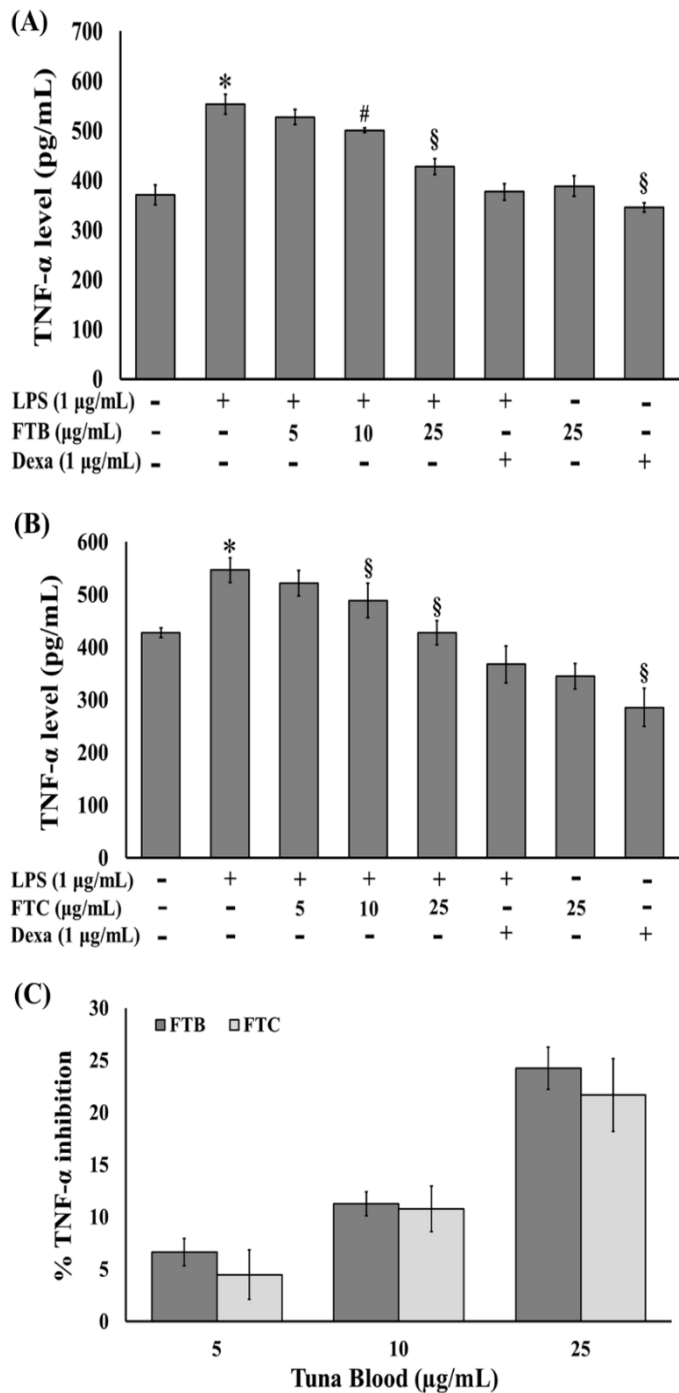 (A)
700
600
500
400
300
200
100
0
TNF-α level (pg/mL)
* # § §
LPS (1 μg/mL) - + + + + + - -
FTB (μg/mL) - - 5 10 25 - 25 -
Dexa (1 μg/mL) - - - - - + - +
(B)
600
500
400
300
200
100
0
TNF-α level (pg/mL)
* § § §
LPS (1 μg/mL) - + + + + + - -
FTC (μg/mL) - - 5 10 25 - 25 -
Dexa (1 μg/mL) - - - - - + - +
(C)
30
25
20
15
10
5
0
% TNF-α inhibition
FTB FTC
5 10 25
Tuna Blood (μg/mL)